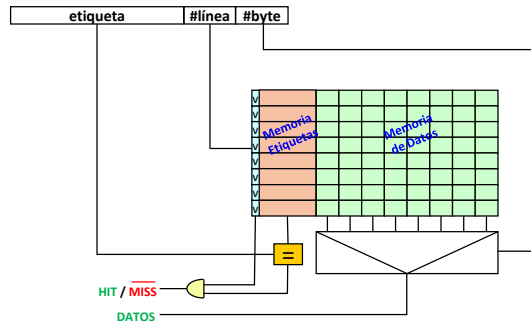 etiqueta #línea #byte
V
V
V
V
V
V
V
V
Memoria
Etiquetas
Memoria
de Datos
=
HIT / MISS
DATOS